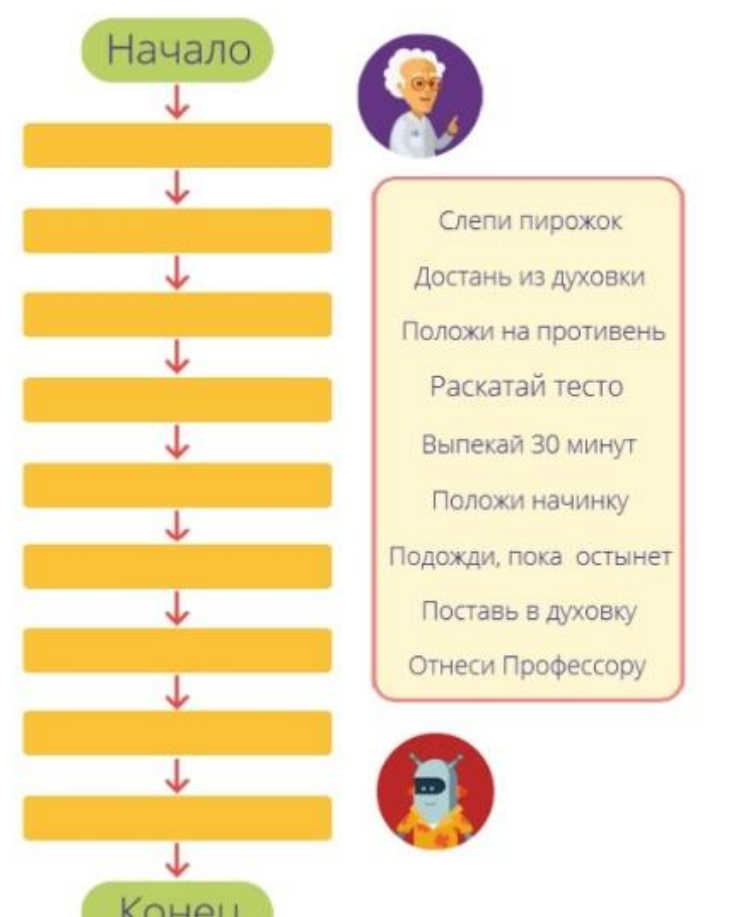 Начало
Слепи пирожок
Достань из духовки
Положи на противень
Раскатай тесто
Выпекай 30 минут
Положи начинку
Подожди, пока остынет
Поставь в духовку
Отнеси Профессору
Конец